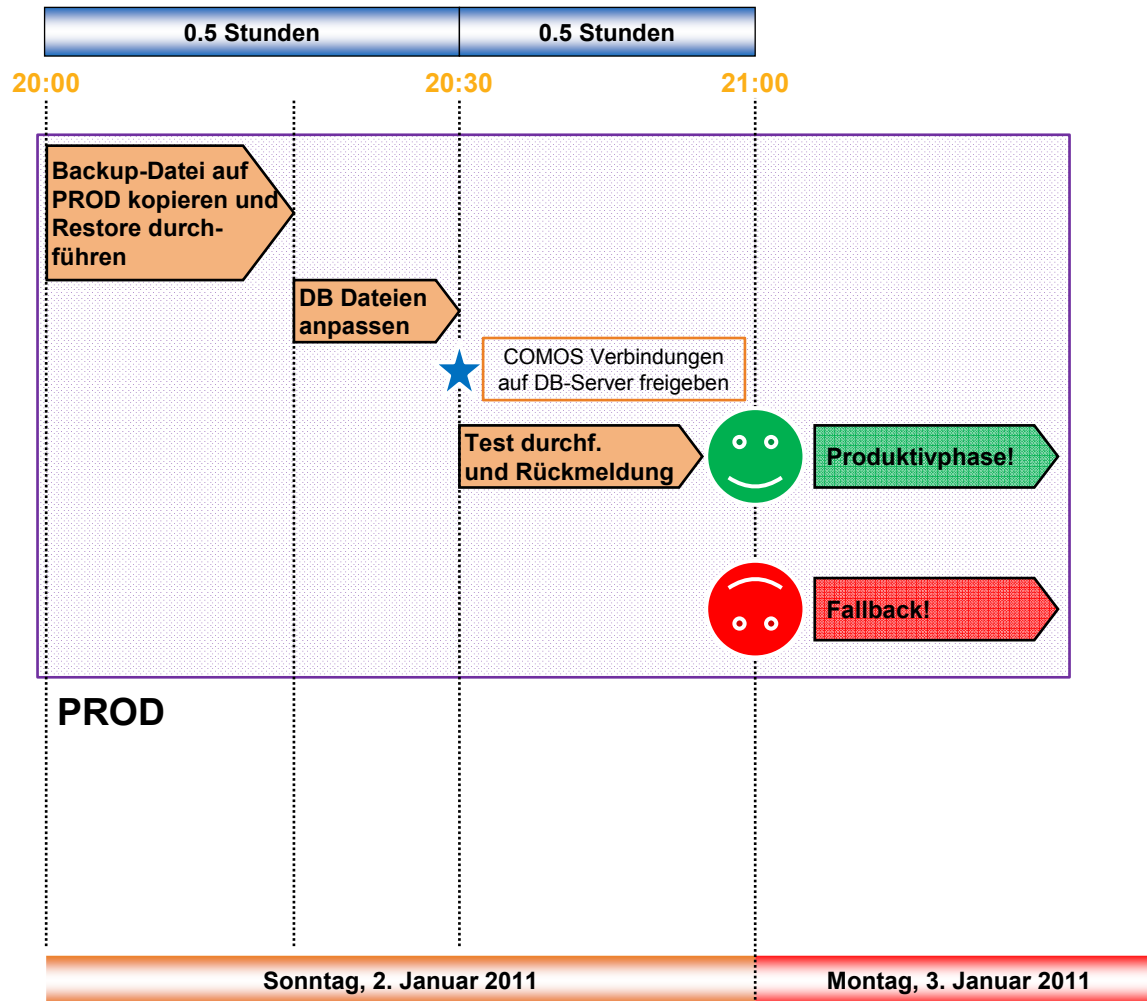 0.5 Stunden
0.5 Stunden
20:00
20:30
21:00
Backup-Datei auf
PROD kopieren und
Restore durch-
führen
DB Dateien
anpassen
COMOS Verbindungen
auf DB-Server freigeben
Test durchf.
und Rückmeldung
Produktivphase!
Fallback!
PROD
Sonntag, 2. Januar 2011
Montag, 3. Januar 2011